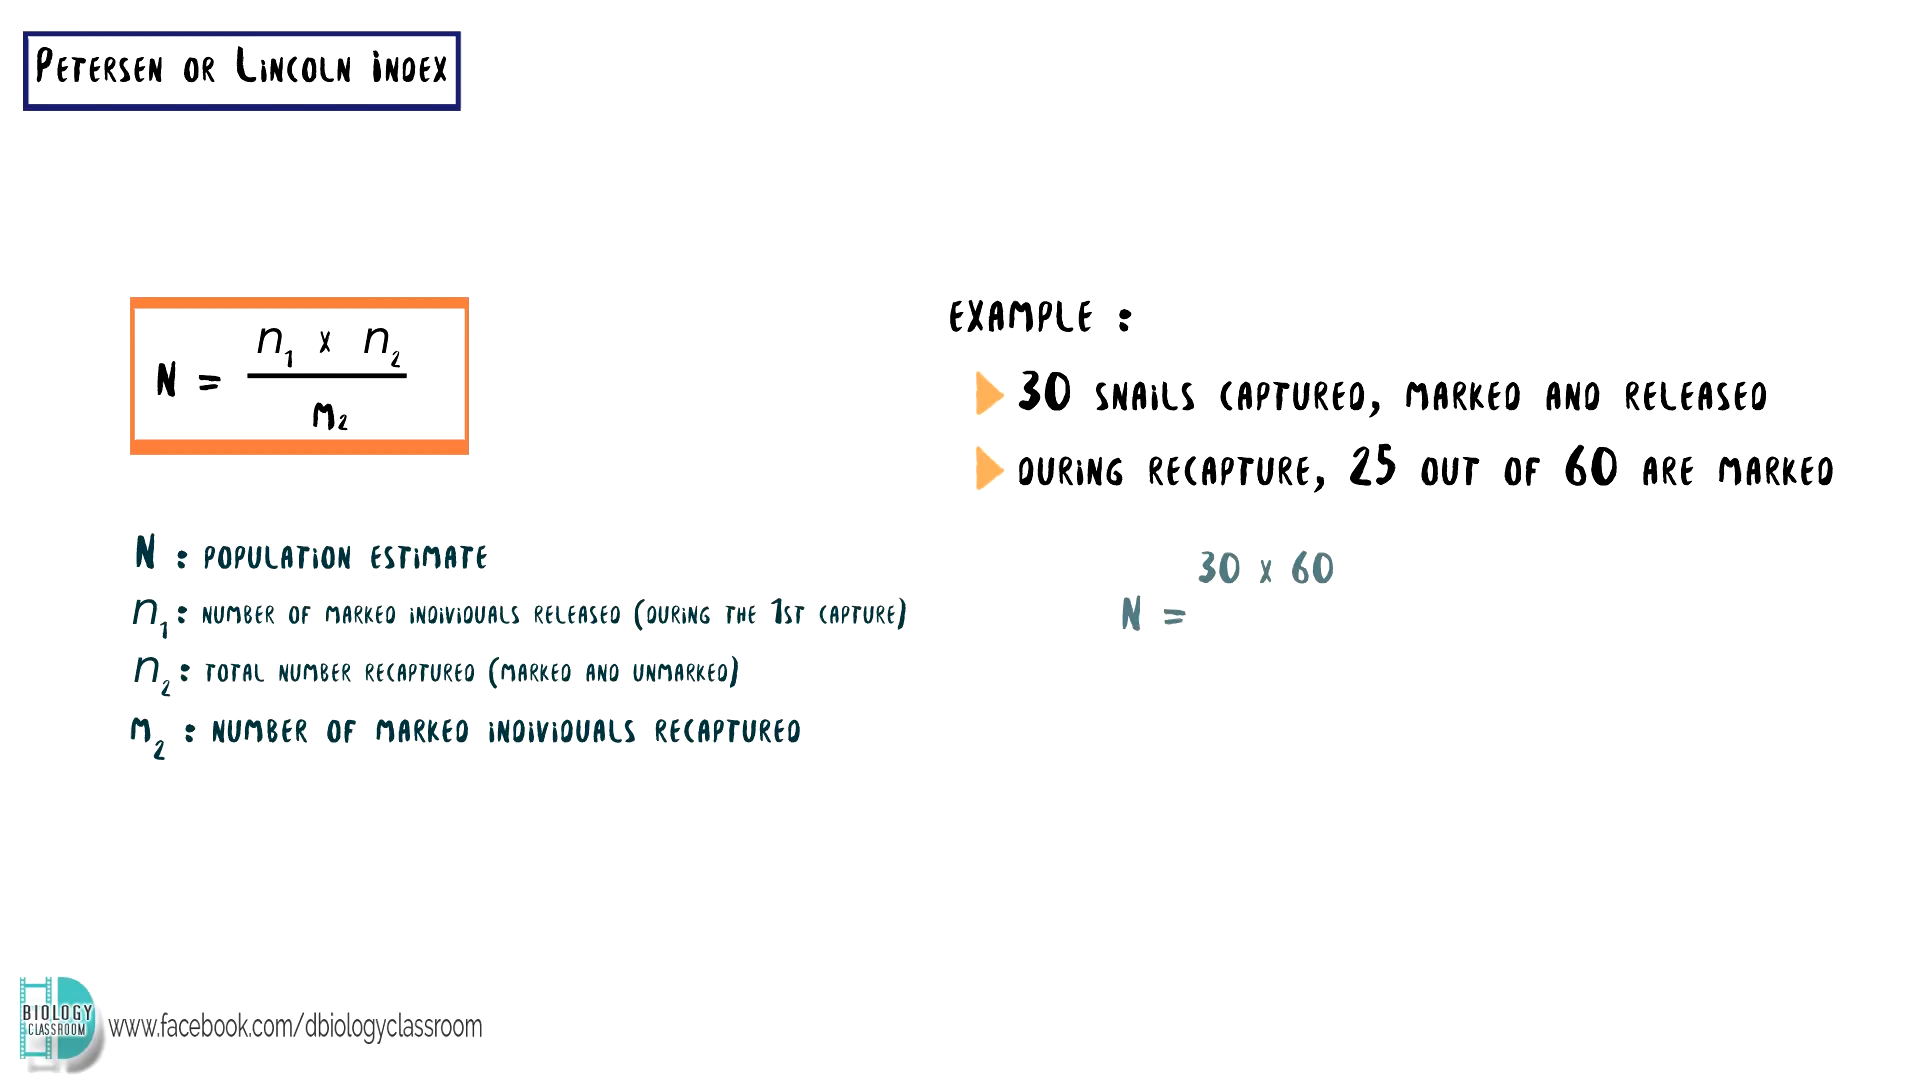 Petersen or Lincoln index
N = n₁ x n₂ / m₂
N : population estimate
n₁ : number of marked individuals released (during the 1st capture)
n₂ : total number recaptured (marked and unmarked)
m₂ : number of marked individuals recaptured
Example :
30 snails captured, marked and released
during recapture, 25 out of 60 are marked
30 x 60
N =
BIOLOGY
CLASSROOM
www.facebook.com/dbiologyclassroom